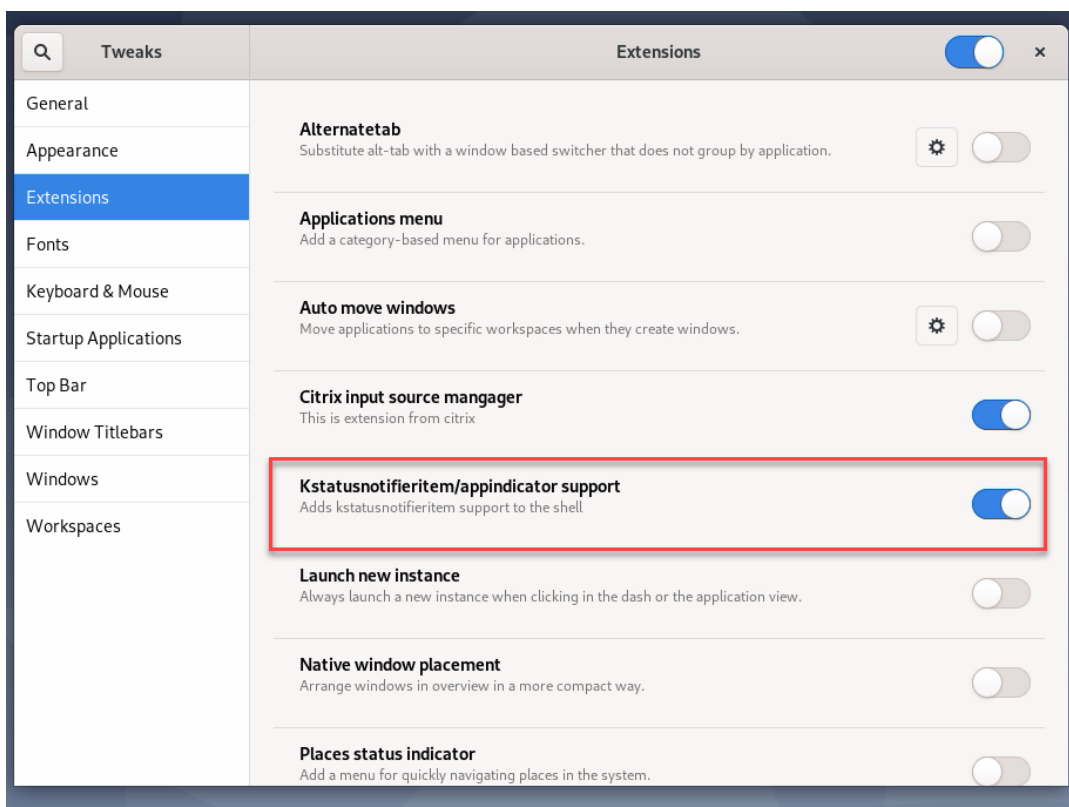 Tweaks
Extensions
General
Appearance
Extensions
Fonts
Keyboard & Mouse
Startup Applications
Top Bar
Window Titlebars
Windows
Workspaces
Alternatetab
Substitute alt-tab with a window based switcher that does not group by application.
Applications menu
Add a category-based menu for applications.
Auto move windows
Move applications to specific workspaces when they create windows.
Citrix input source mangager
This is extension from citrix
Kstatusnotifieritem/appindicator support
Adds kstatusnotifieritem support to the shell
Launch new instance
Always launch a new instance when clicking in the dash or the application view.
Native window placement
Arrange windows in overview in a more compact way.
Places status indicator
Add a menu for quickly navigating places in the system.